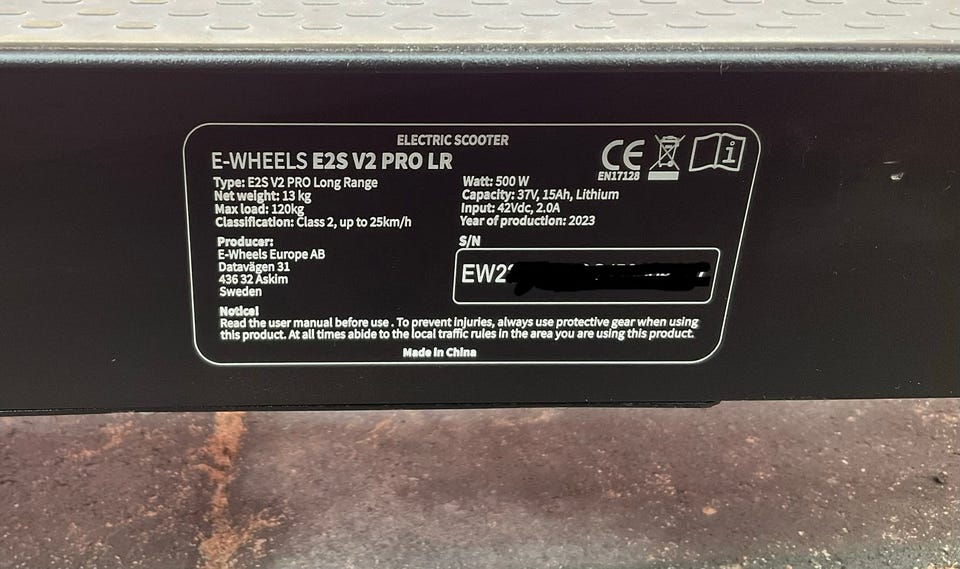 ELECTRIC SCOOTER
E-WHEELS E2S V2 PRO LR
Type: E2S V2 PRO Long Range
Net weight: 13 kg
Max load: 120kg
Classification: Class 2, up to 25km/h
CE
EN17128
i
Watt: 500 W
Capacity: 37V, 15Ah, Lithium
Input: 42Vdc, 2.0A
Year of production: 2023
Producer:
E-Wheels Europe AB
Datavägen 31
436 32 Askim
Sweden
S/N
Notice!
Read the user manual before use . To prevent injuries, always use protective gear when using
this product. At all times abide to the local traffic rules in the area you are using this product.
Made in China